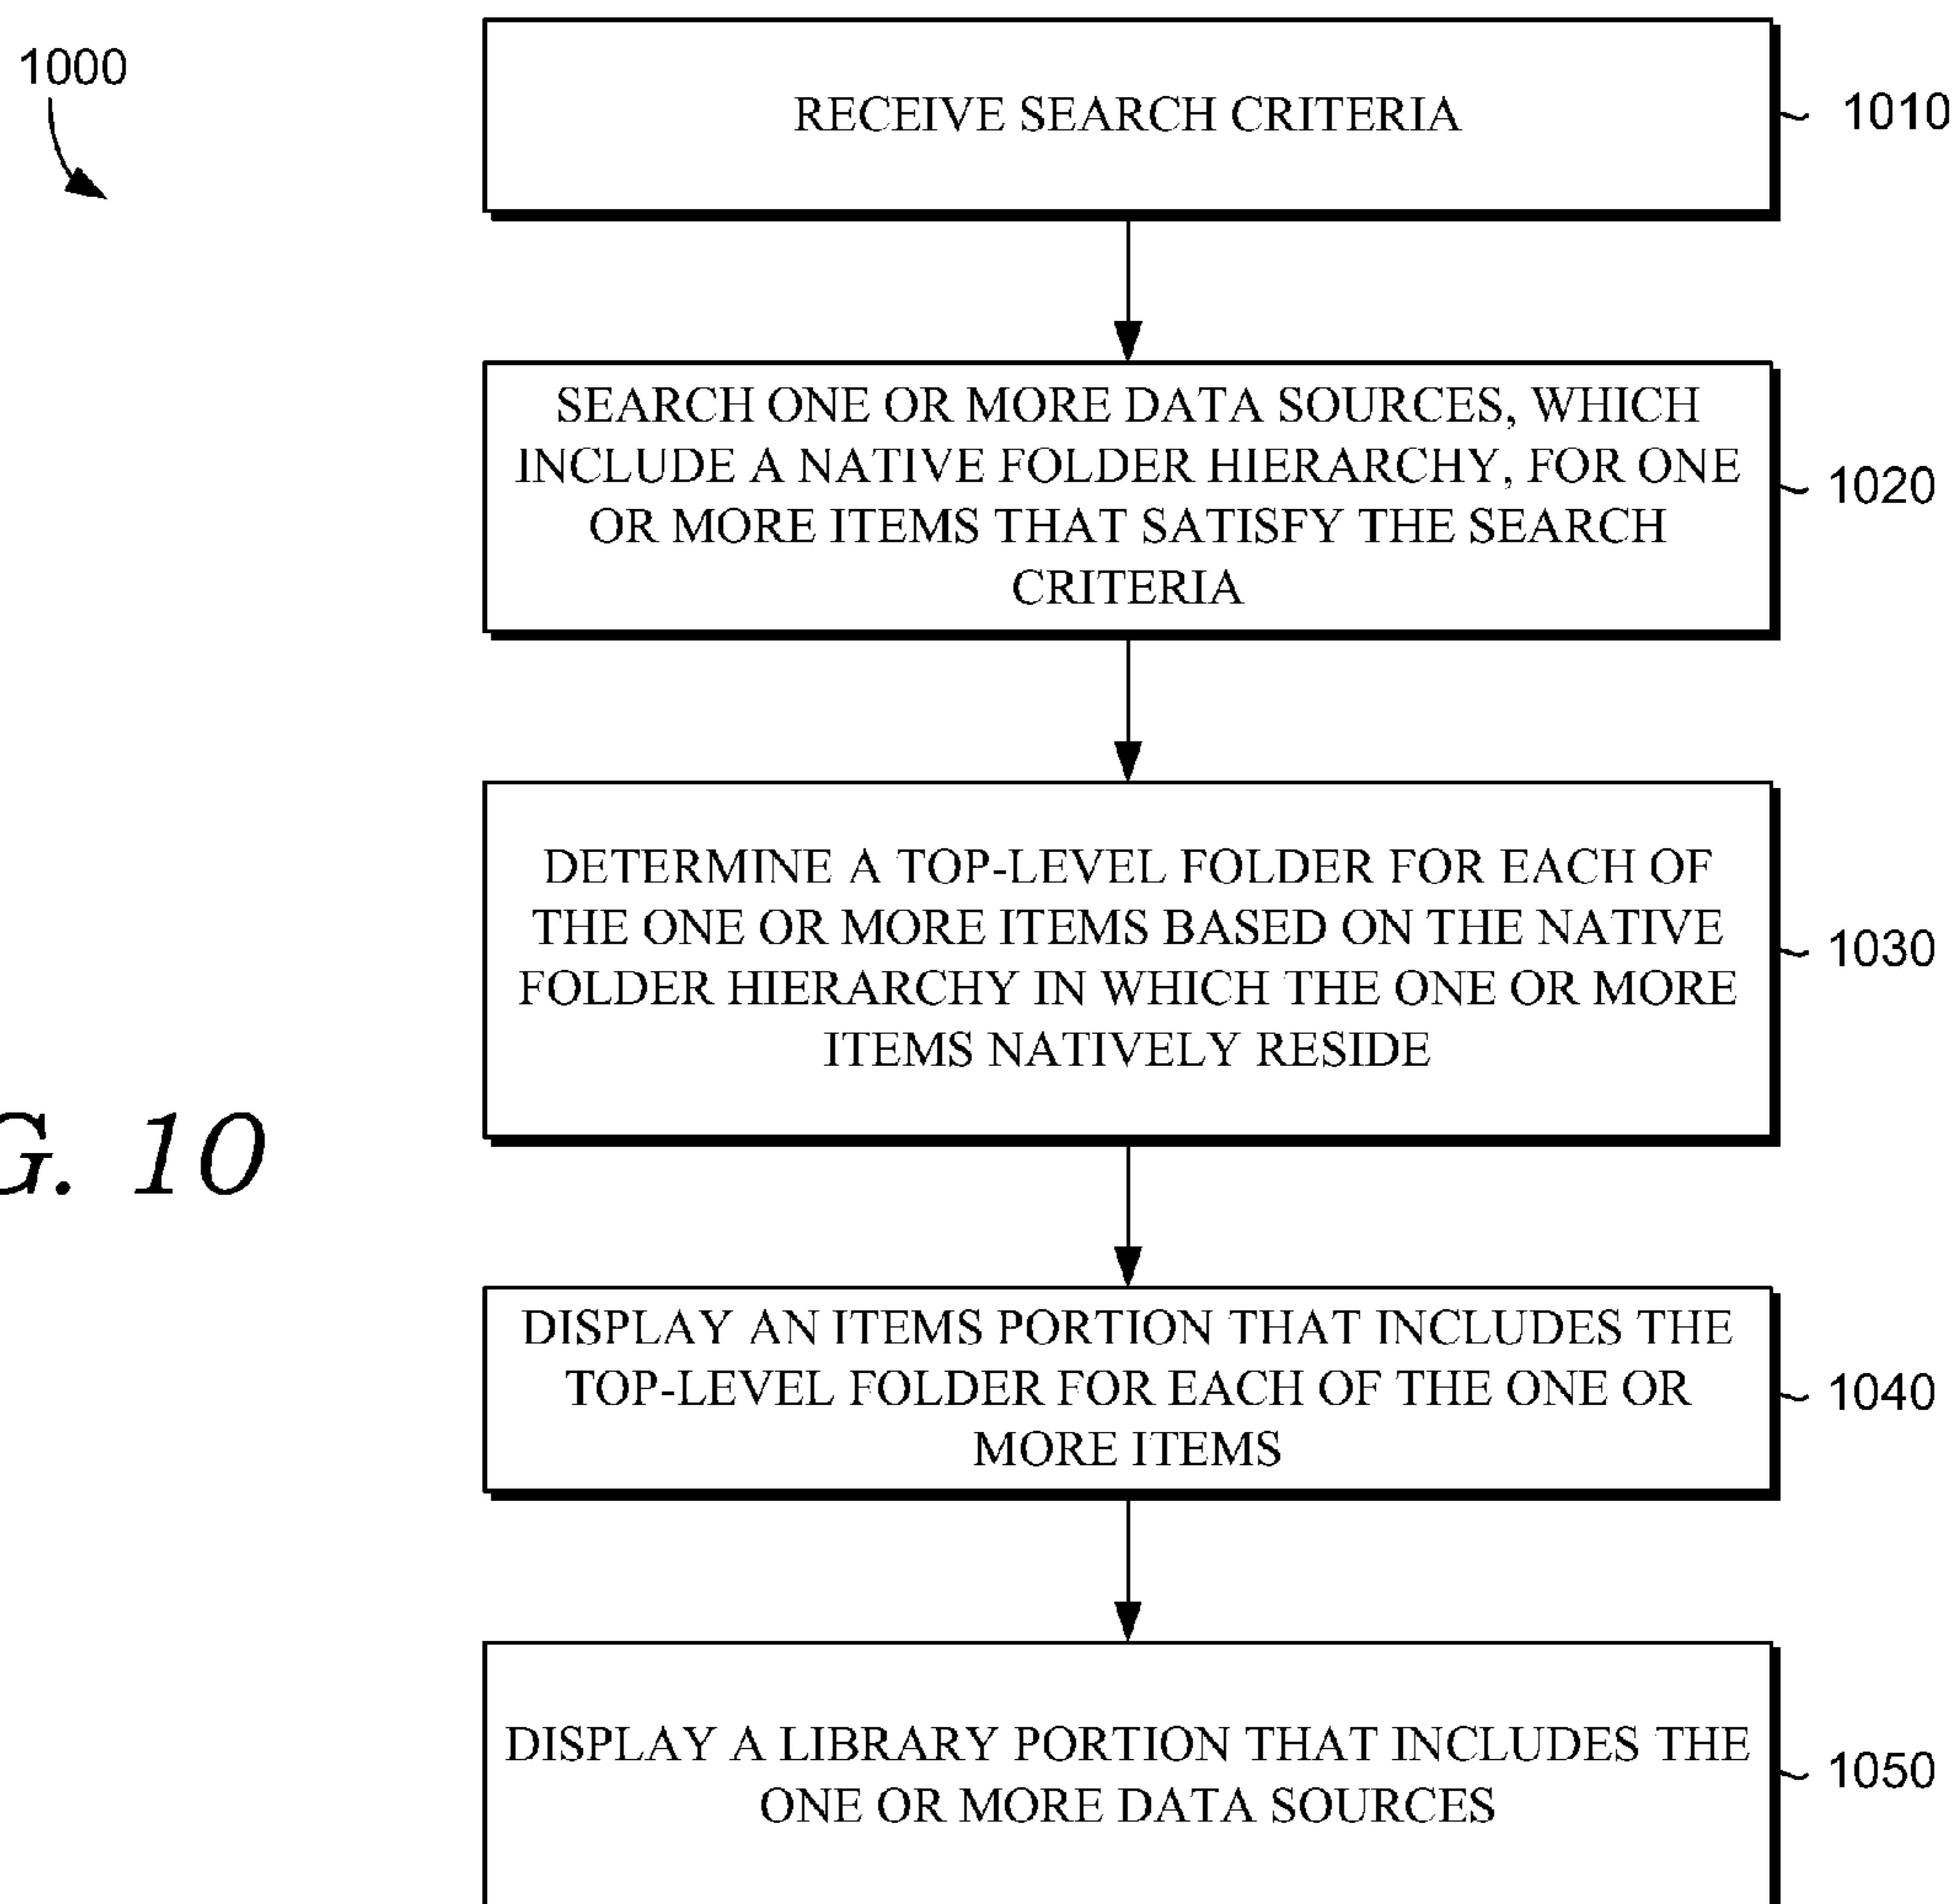 1000
RECEIVE SEARCH CRITERIA
1010
SEARCH ONE OR MORE DATA SOURCES, WHICH
INCLUDE A NATIVE FOLDER HIERARCHY, FOR ONE
OR MORE ITEMS THAT SATISFY THE SEARCH
CRITERIA
1020
DETERMINE A TOP-LEVEL FOLDER FOR EACH OF
THE ONE OR MORE ITEMS BASED ON THE NATIVE
FOLDER HIERARCHY IN WHICH THE ONE OR MORE
ITEMS NATIVELY RESIDE
1030
G. 10
DISPLAY AN ITEMS PORTION THAT INCLUDES THE
TOP-LEVEL FOLDER FOR EACH OF THE ONE OR
MORE ITEMS
1040
DISPLAY A LIBRARY PORTION THAT INCLUDES THE
ONE OR MORE DATA SOURCES
1050